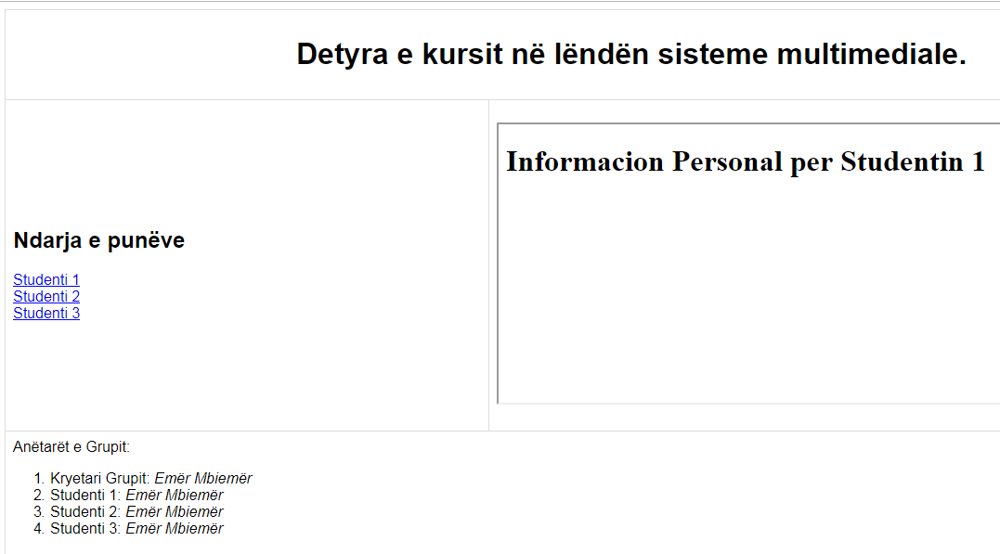 Detyra e kursit në lëndën sisteme multimediale.
Ndarja e punëve
Studenti 1
Studenti 2
Studenti 3
Informacion Personal per Studentin 1
Anëtarët e Grupit:
1. Kryetari Grupit: Emër Mbiemër
2. Studenti 1: Emër Mbiemër
3. Studenti 2: Emër Mbiemër
4. Studenti 3: Emër Mbiemër